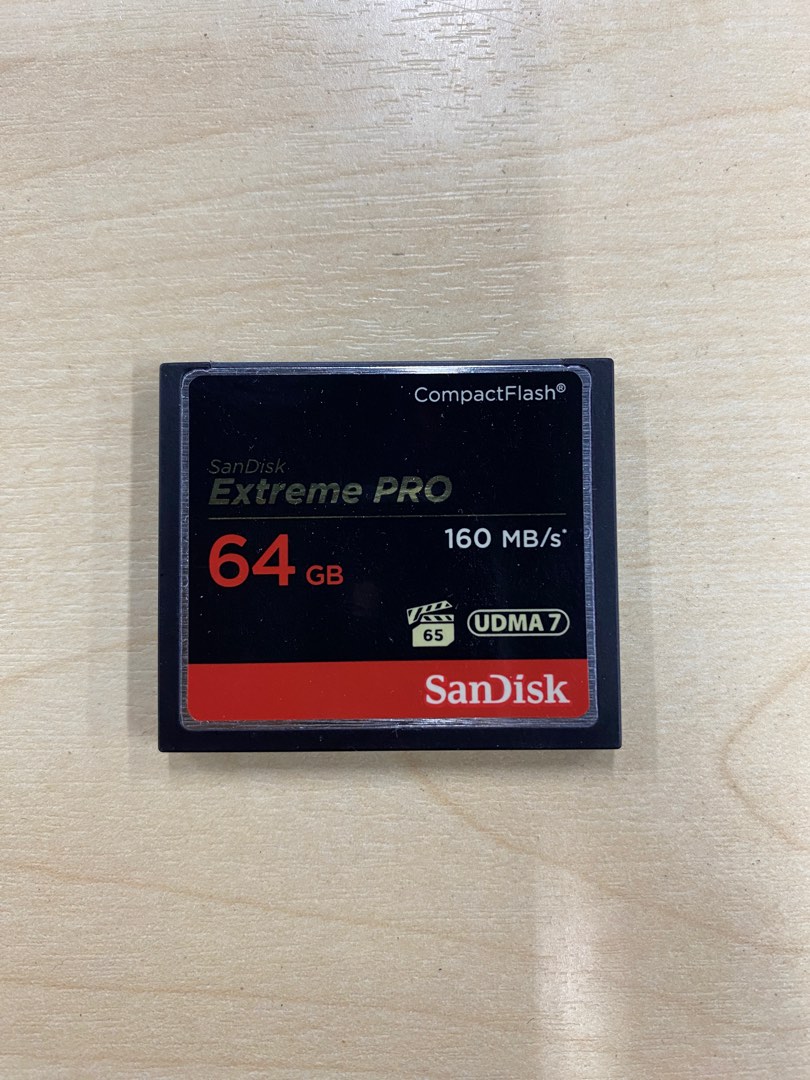 CompactFlash®
SanDisk
Extreme PRO
160 MB/s*
64 GB
65
UDMA 7
SanDisk